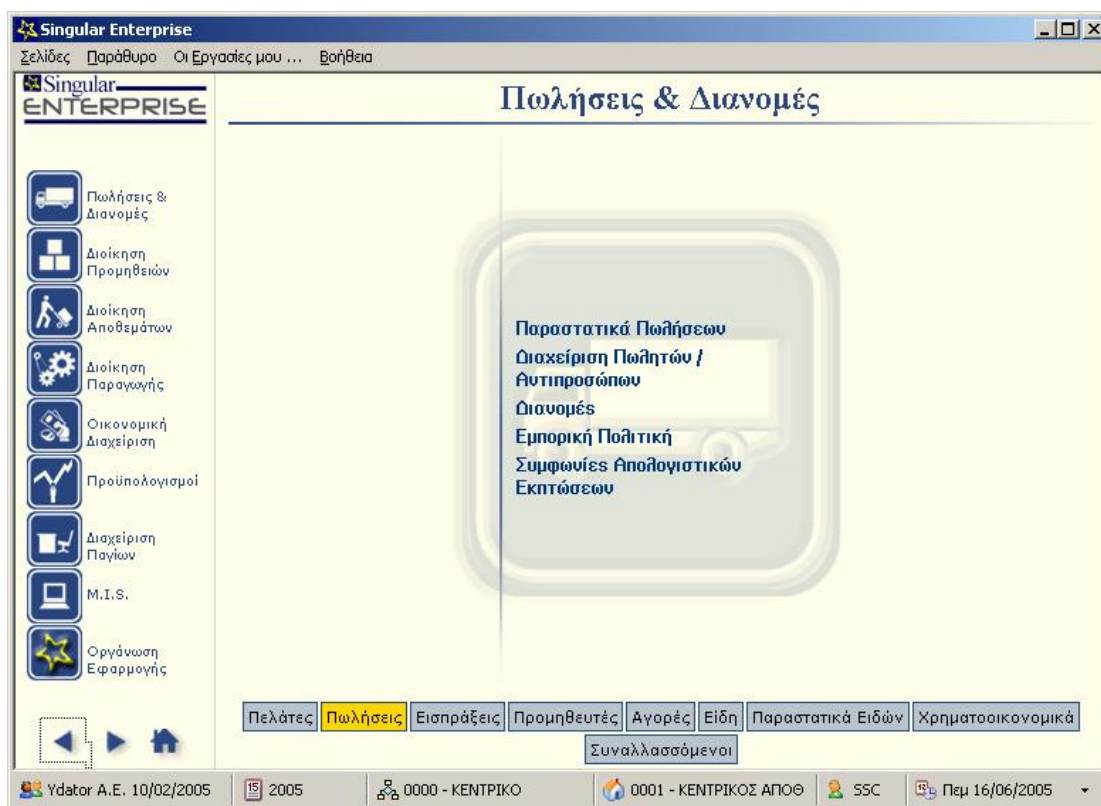 Singular Enterprise
Σελίδες Παράθυρο Οι Εργασίες μου ... Βοήθεια
Singular
ENTERPRISE
Πωλήσεις & Διανομές
Πωλήσεις &
Διανομές
Διοίκηση
Προμηθειών
Διοίκηση
Αποθεμάτων
Διοίκηση
Παραγωγής
Οικονομική
Διαχείριση
Προϋπολογισμοί
Διαχείριση
Παγίων
M.I.S.
Οργάνωση
Εφαρμογής
Παραστατικά Πωλήσεων
Διαχείριση Πωλητών /
Αντιπροσώπων
Διανομές
Εμπορική Πολιτική
Συμφωνίες Απολογιστικών
Εκπτώσεων
Πελάτες Πωλήσεις Εισπράξεις Προμηθευτές Αγορές Είδη Παραστατικά Ειδών Χρηματοοικονομικά
Συναλλασσόμενοι
Ydator A.E. 10/02/2005 15 2005 0000 - ΚΕΝΤΡΙΚΟ 0001 - ΚΕΝΤΡΙΚΟΣ ΑΠΟΘ SSC Πεμ 16/06/2005